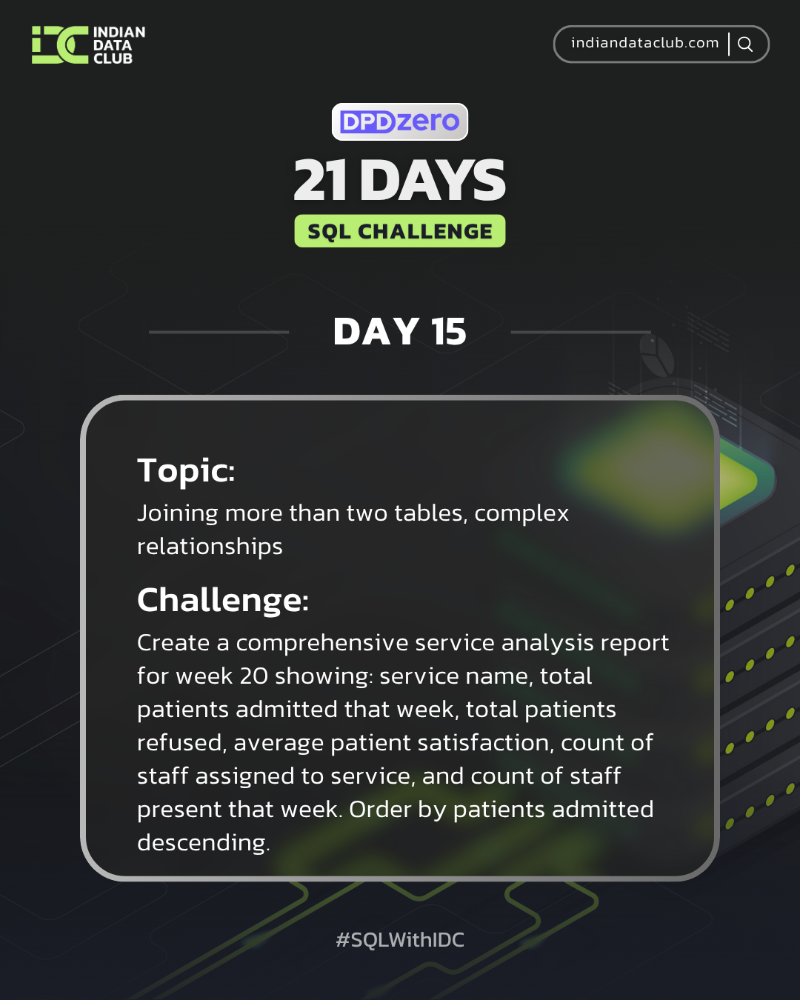 INDIAN
DATA
CLUB
indiandataclub.com
DPDzero
21 DAYS
SQL CHALLENGE
DAY 15
Topic:
Joining more than two tables, complex
relationships
Challenge:
Create a comprehensive service analysis report
for week 20 showing: service name, total
patients admitted that week, total patients
refused, average patient satisfaction, count of
staff assigned to service, and count of staff
present that week. Order by patients admitted
descending.
#SQLWithIDC